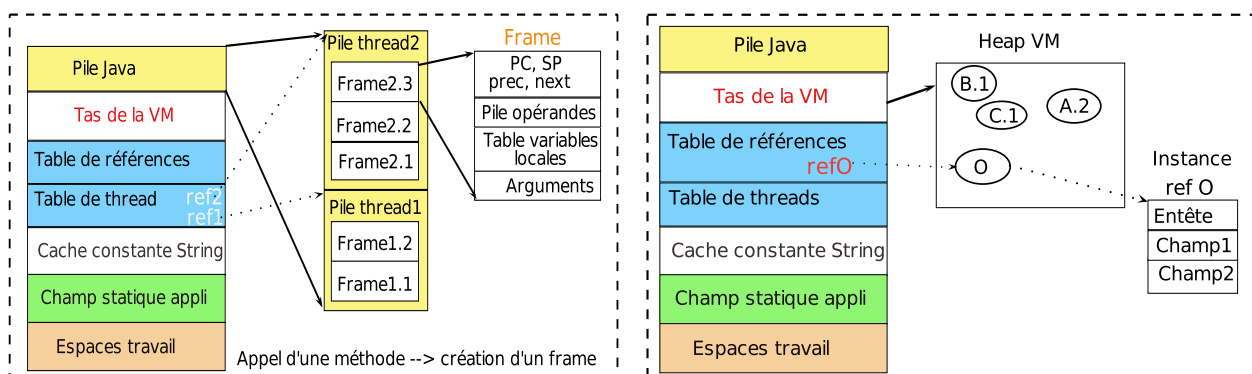 Pile Java
Tas de la VM
Table de références
Table de thread
ref2
ref1
Cache constante String
Champ statique appli
Espaces travail
Pile thread2
Frame2.3
Frame2.2
Frame2.1
Pile thread1
Frame1.2
Frame1.1
Frame
PC, SP
prec, next
Pile opérandes
Table variables
locales
Arguments
Appel d'une méthode --> création d'un frame
Pile Java
Tas de la VM
Table de références
refO
Table de threads
Cache constante String
Champ statique appli
Espaces travail
Heap VM
B.1
C.1
A.2
O
Instance
ref O
Entête
Champ1
Champ2